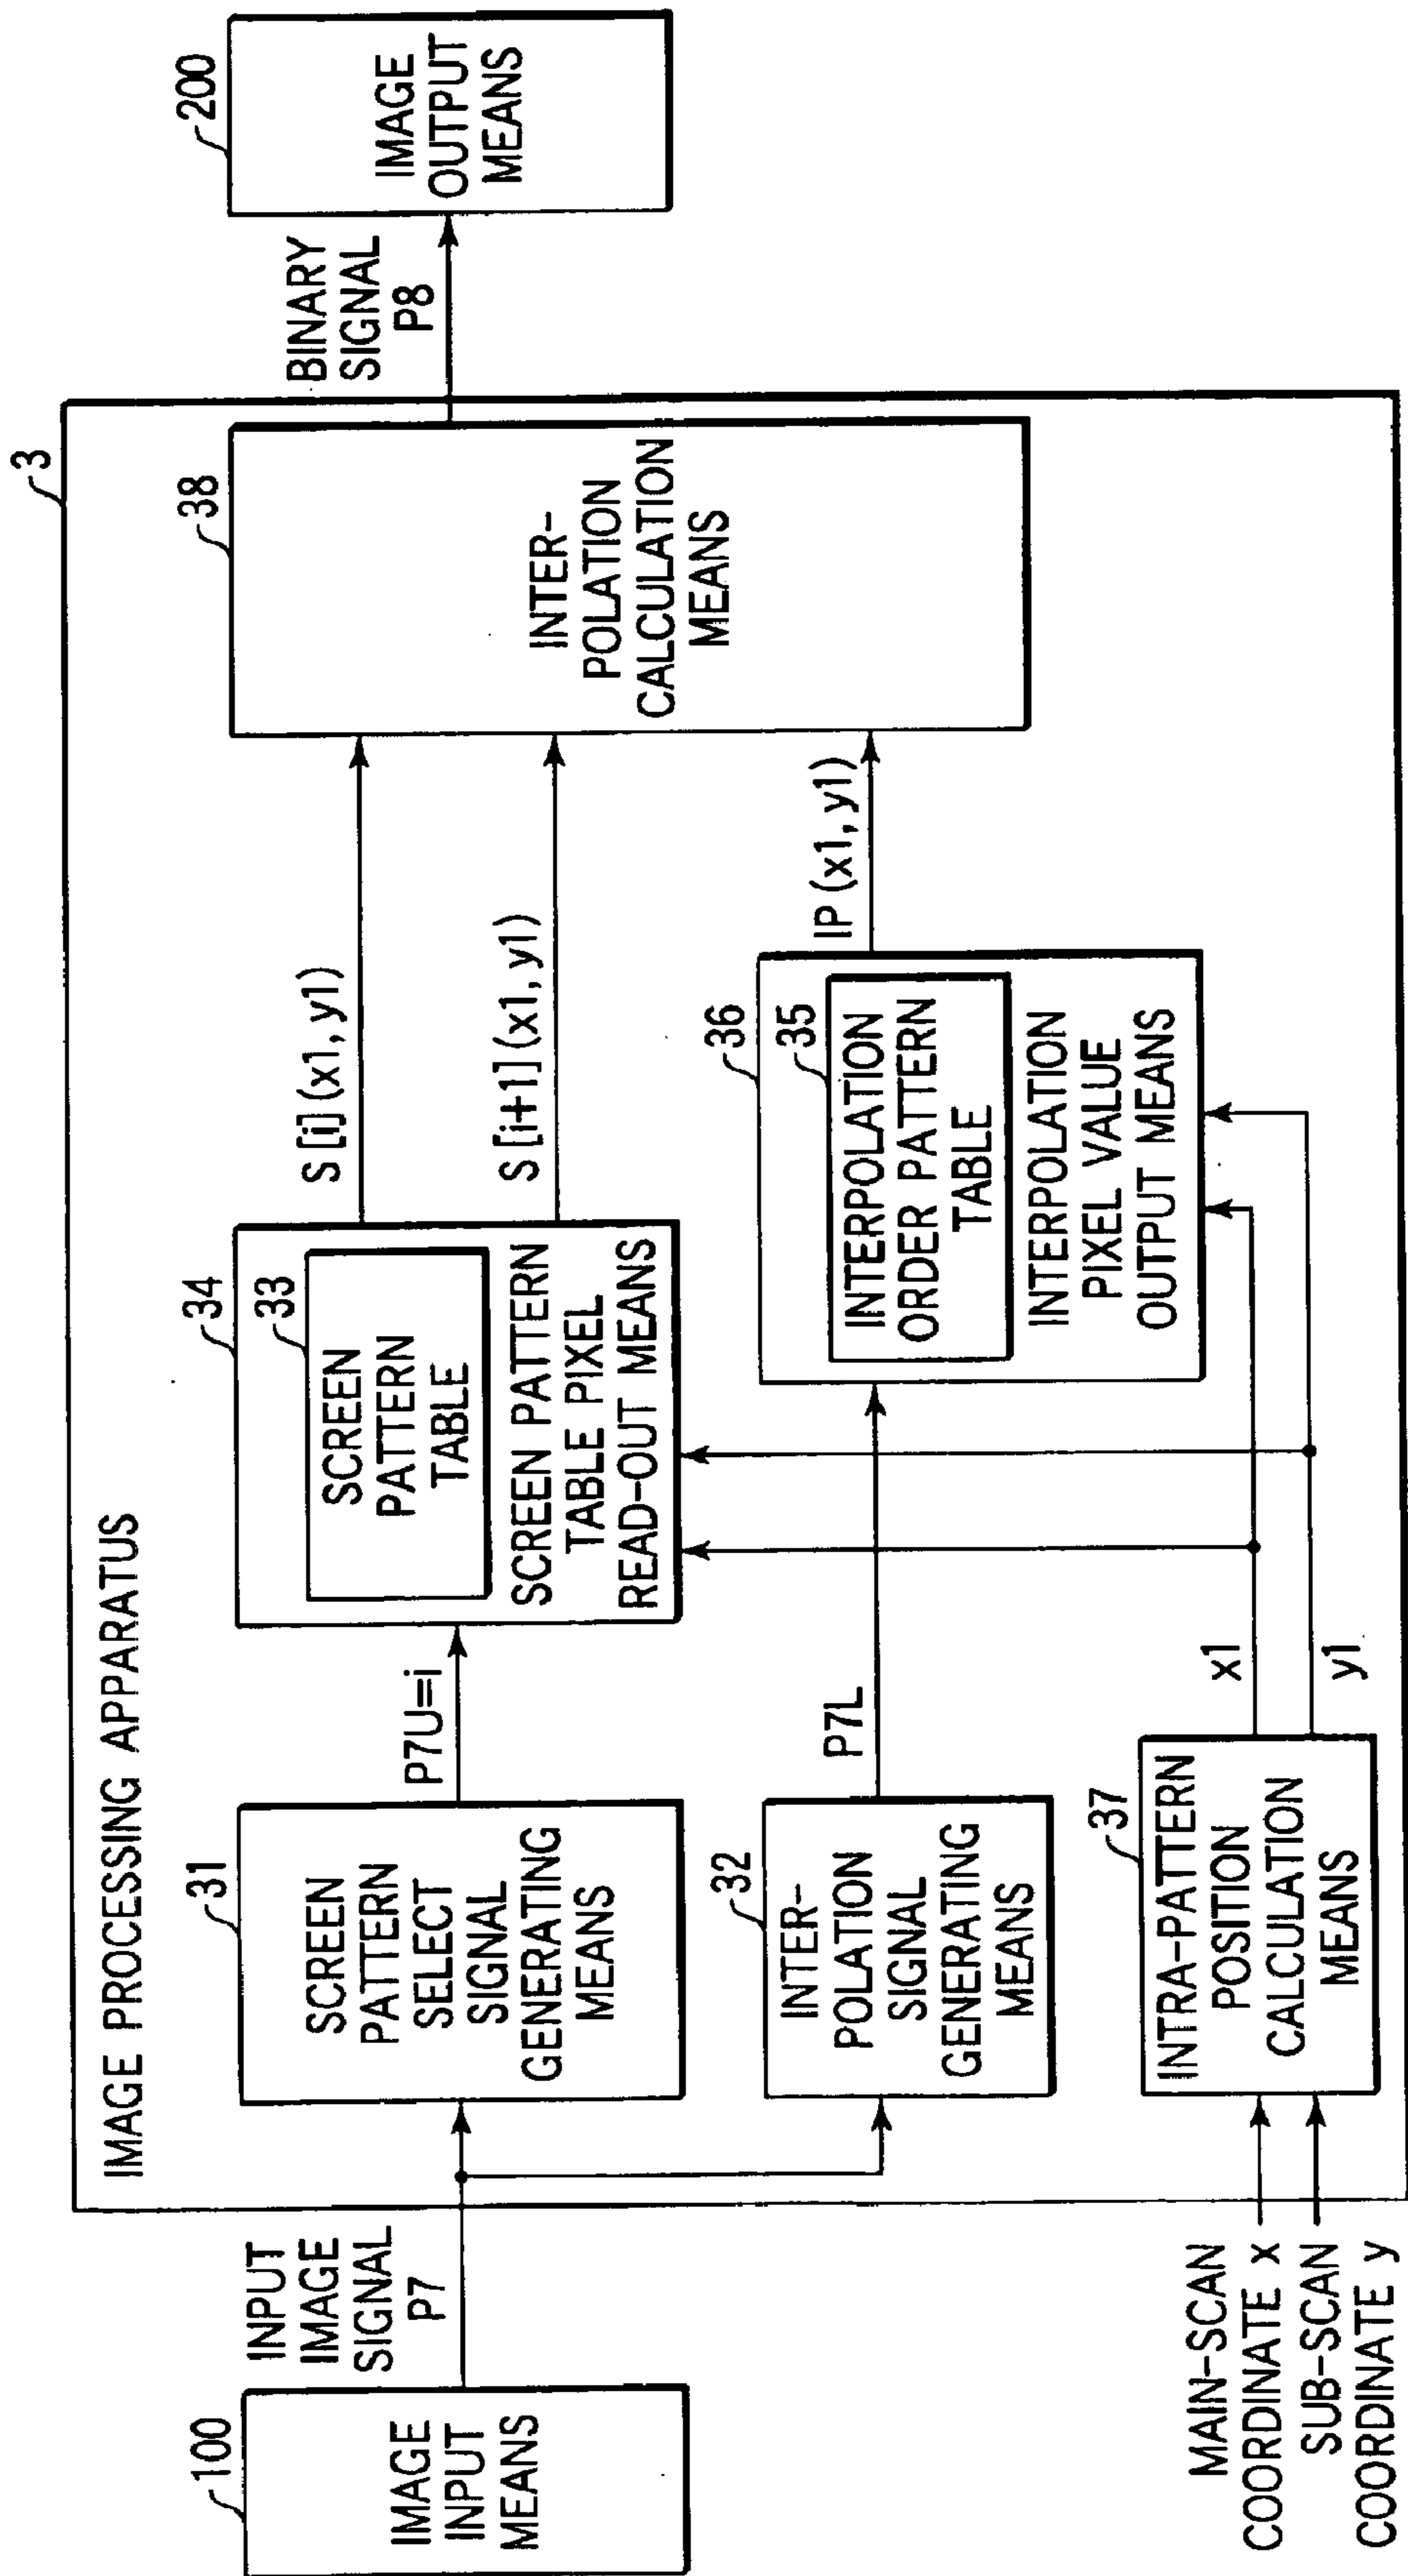 IMAGE PROCESSING APPARATUS
3
100
IMAGE
INPUT
MEANS
INPUT
IMAGE
SIGNAL
P7
31
SCREEN
PATTERN
SELECT
SIGNAL
GENERATING
MEANS
P7U=i
34
33
SCREEN
PATTERN
TABLE
SCREEN PATTERN
TABLE PIXEL
READ-OUT MEANS
S[i](x1,y1)
S[i+1](x1,y1)
38
INTER-
POLATION
CALCULATION
MEANS
BINARY
SIGNAL
P8
200
IMAGE
OUTPUT
MEANS
32
INTER-
POLATION
SIGNAL
GENERATING
MEANS
P7L
36
35
INTERPOLATION
ORDER PATTERN
TABLE
INTERPOLATION
PIXEL VALUE
OUTPUT MEANS
IP(x1,y1)
MAIN-SCAN
COORDINATE x
SUB-SCAN
COORDINATE y
37
INTRA-PATTERN
POSITION
CALCULATION
MEANS
x1
y1